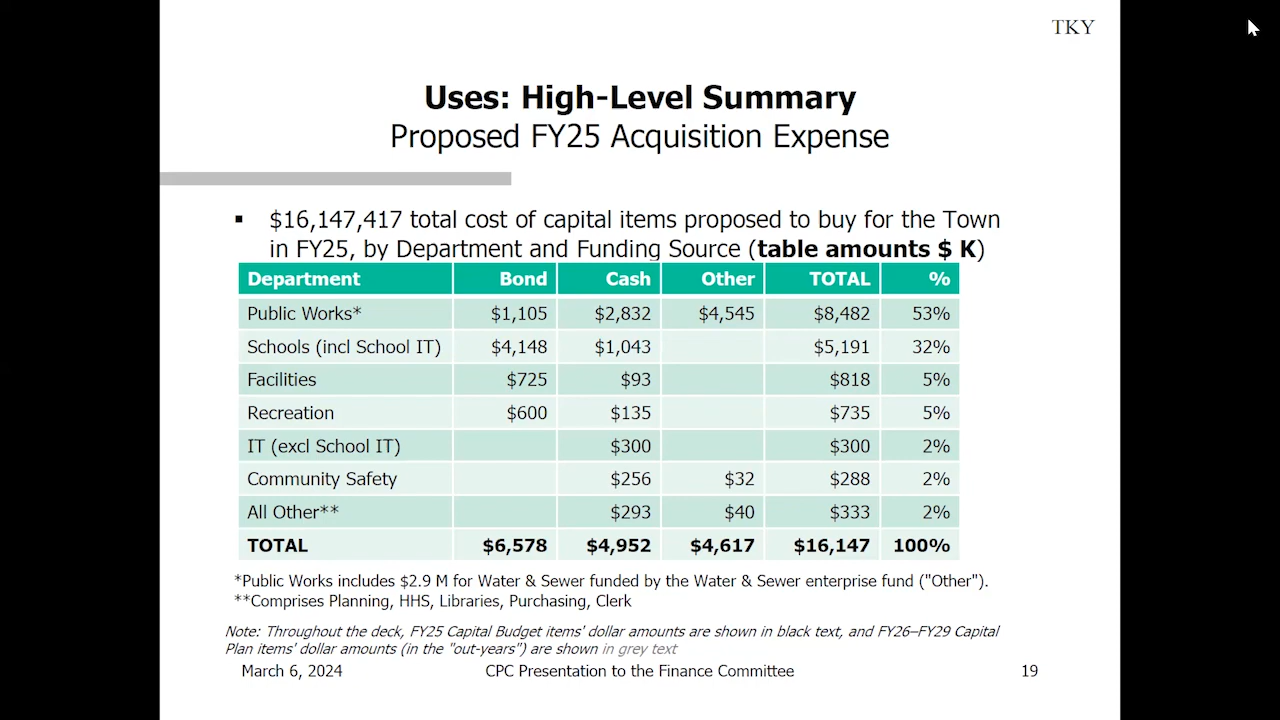 TKY
Uses: High-Level Summary
Proposed FY25 Acquisition Expense
▪ $16,147,417 total cost of capital items proposed to buy for the Town
in FY25, by Department and Funding Source (table amounts $ K)
Department Bond Cash Other TOTAL %
Public Works* $1,105 $2,832 $4,545 $8,482 53%
Schools (incl School IT) $4,148 $1,043 $5,191 32%
Facilities $725 $93 $818 5%
Recreation $600 $135 $735 5%
IT (excl School IT) $300 $300 2%
Community Safety $256 $32 $288 2%
All Other** $293 $40 $333 2%
TOTAL $6,578 $4,952 $4,617 $16,147 100%
*Public Works includes $2.9 M for Water & Sewer funded by the Water & Sewer enterprise fund ("Other").
**Comprises Planning, HHS, Libraries, Purchasing, Clerk
Note: Throughout the deck, FY25 Capital Budget items' dollar amounts are shown in black text, and FY26–FY29 Capital
Plan items' dollar amounts (in the "out-years") are shown in grey text
March 6, 2024 CPC Presentation to the Finance Committee 19